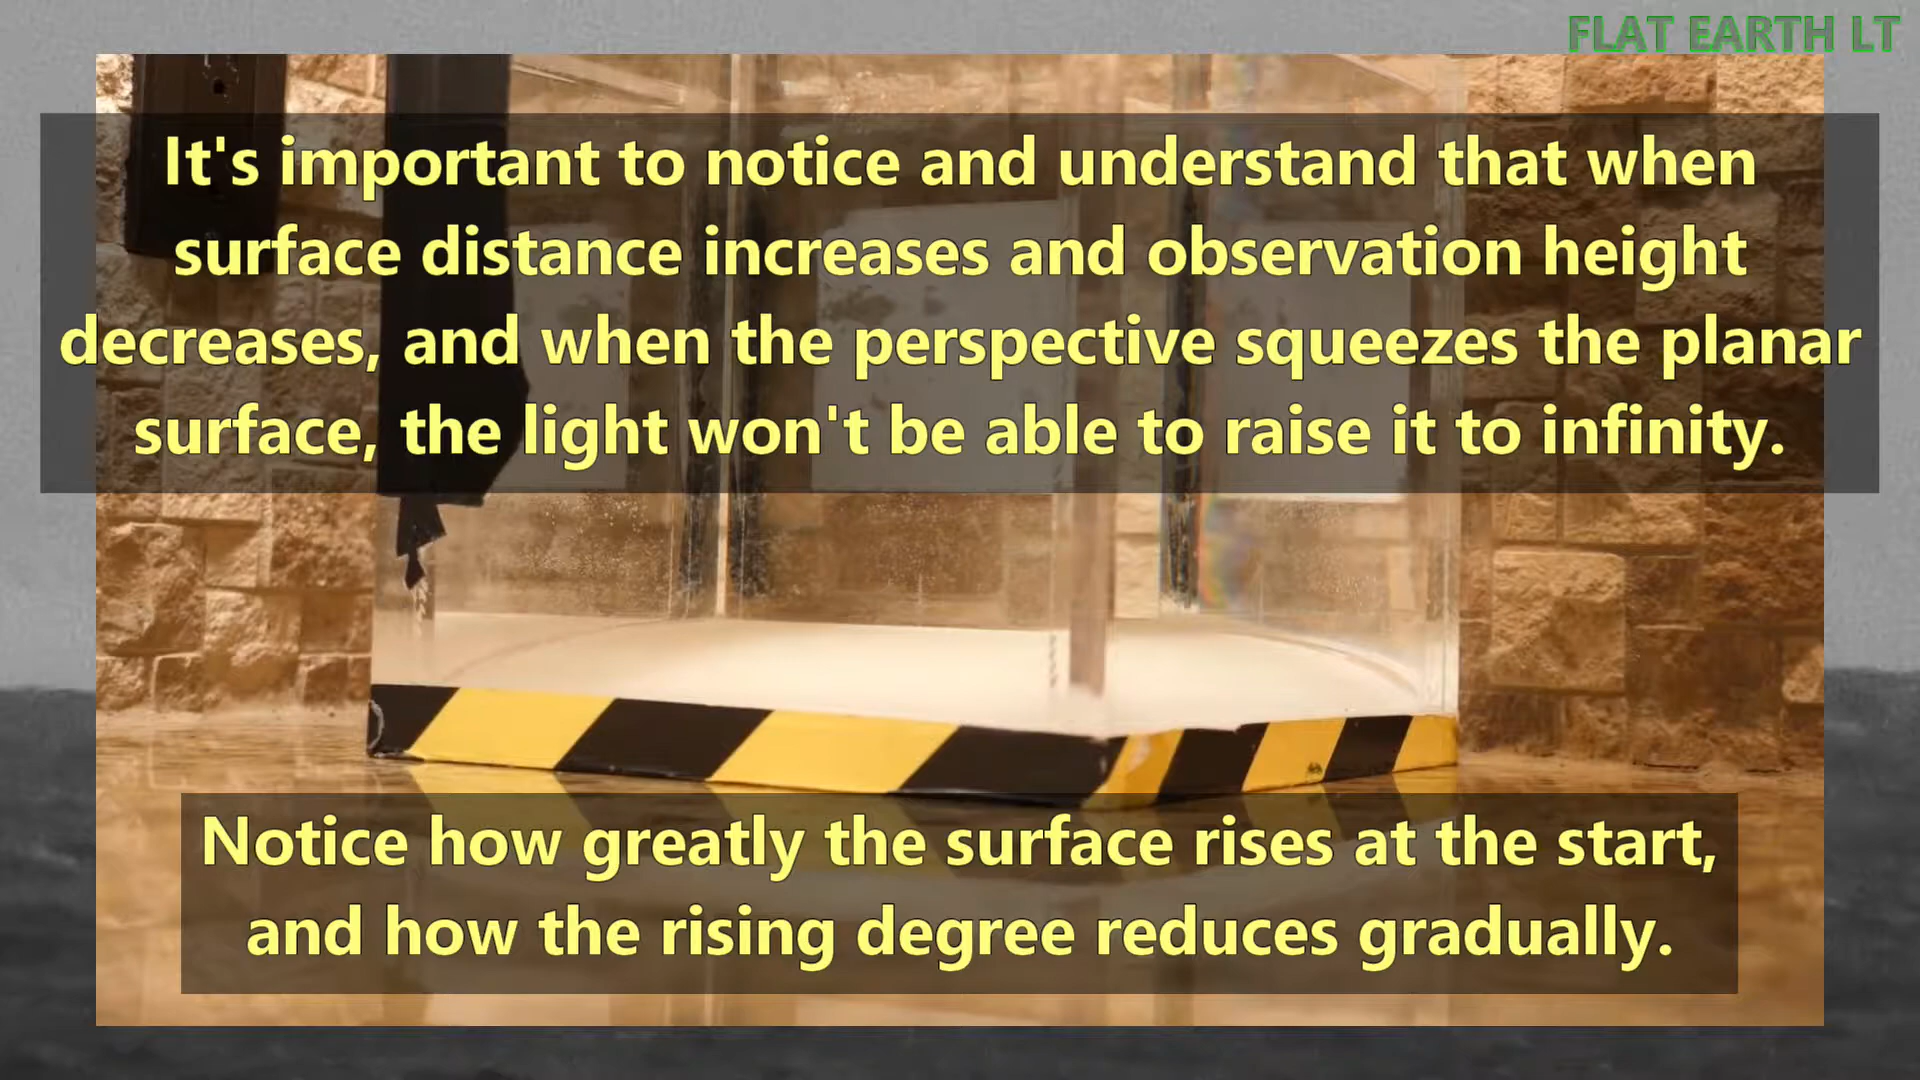 FLAT EARTH LT
It's important to notice and understand that when
surface distance increases and observation height
decreases, and when the perspective squeezes the planar
surface, the light won't be able to raise it to infinity.
Notice how greatly the surface rises at the start,
and how the rising degree reduces gradually.